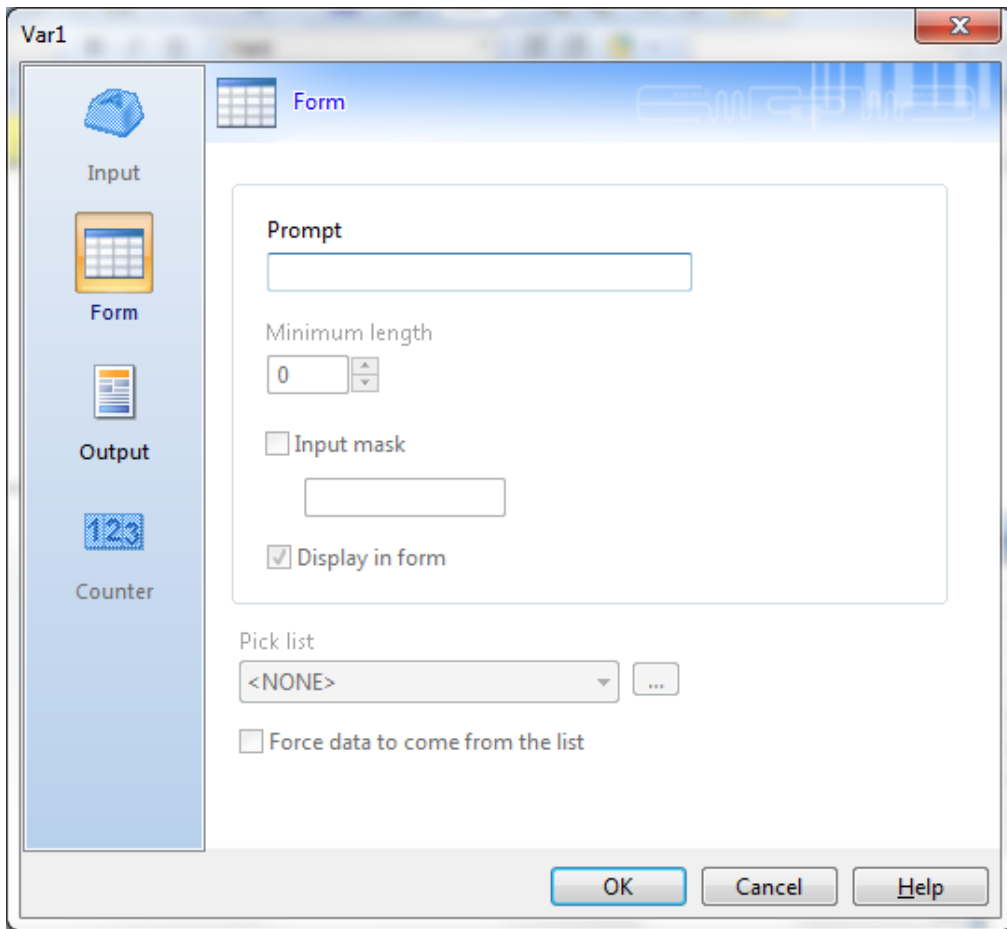 Var1
X
Input
Form
Output
123
Counter
Form
Prompt
Minimum length
0
Input mask
Display in form
Pick list
<NONE>
...
Force data to come from the list
OK
Cancel
Help